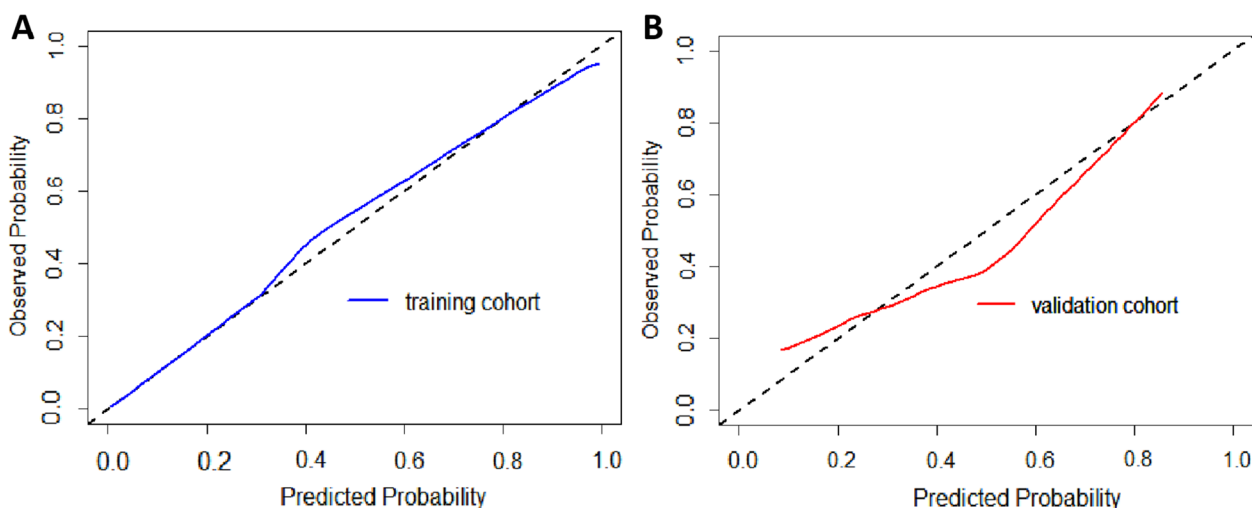 A
Observed Probability
1.0
0.8
0.6
0.4
0.2
0.0
training cohort
0.0 0.2 0.4 0.6 0.8 1.0
Predicted Probability
B
Observed Probability
1.0
0.8
0.6
0.4
0.2
0.0
validation cohort
0.0 0.2 0.4 0.6 0.8 1.0
Predicted Probability